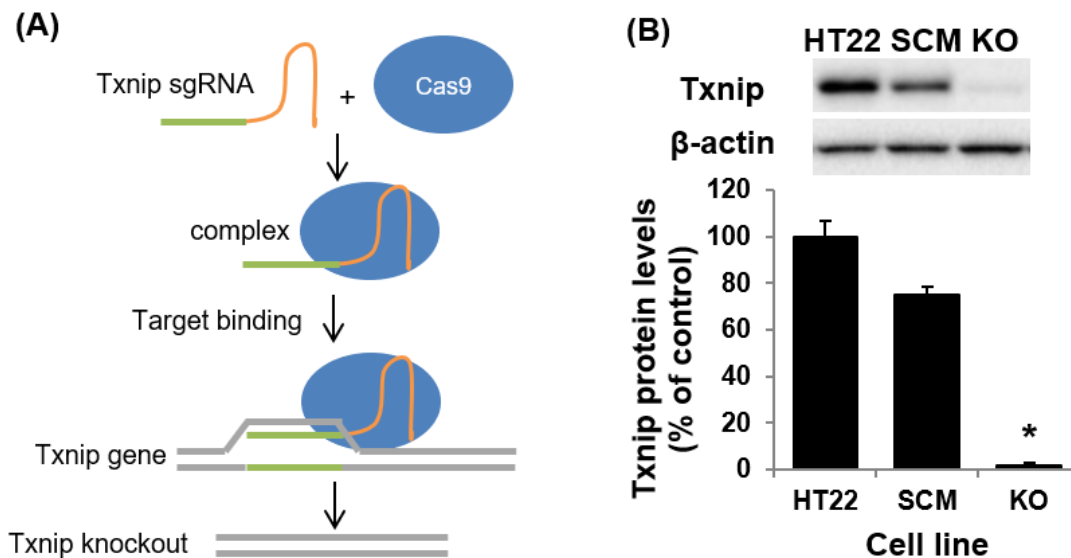 (A)
Txnip sgRNA
+
Cas9
complex
Target binding
Txnip gene
Txnip knockout
(B)
HT22 SCM KO
Txnip
β-actin
Txnip protein levels
(% of control)
120
100
80
60
40
20
0
*
HT22 SCM KO
Cell line